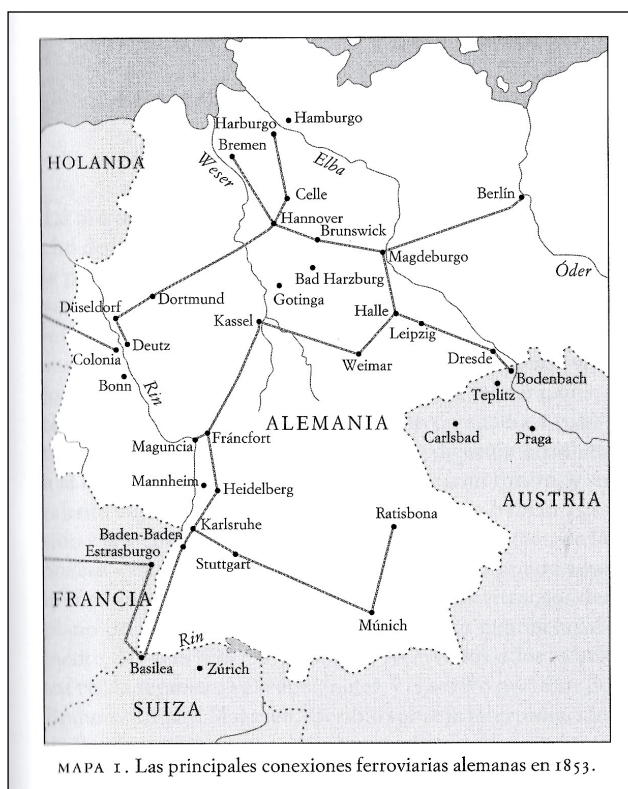 Hamburgo
Harburgo
Bremen
HOLANDA
Weser
Elba
Celle
Berlín
Hannover
Brunswick
Magdeburgo
Óder
Bad Harzburg
Gotinga
Dortmund
Düseldorf
Kassel
Halle
Leipzig
Deutz
Colonia
Weimar
Dresde
Bodenbach
Bonn
Teplitz
Rin
ALEMANIA
Carlsbad
Praga
Maguncia
Fráncfort
Mannheim
Heidelberg
AUSTRIA
Karlsruhe
Ratisbona
Baden-Baden
Estrasburgo
Stuttgart
FRANCIA
Múnich
Rin
Basilea
Zúrich
SUIZA
MAPA 1. Las principales conexiones ferroviarias alemanas en 1853.